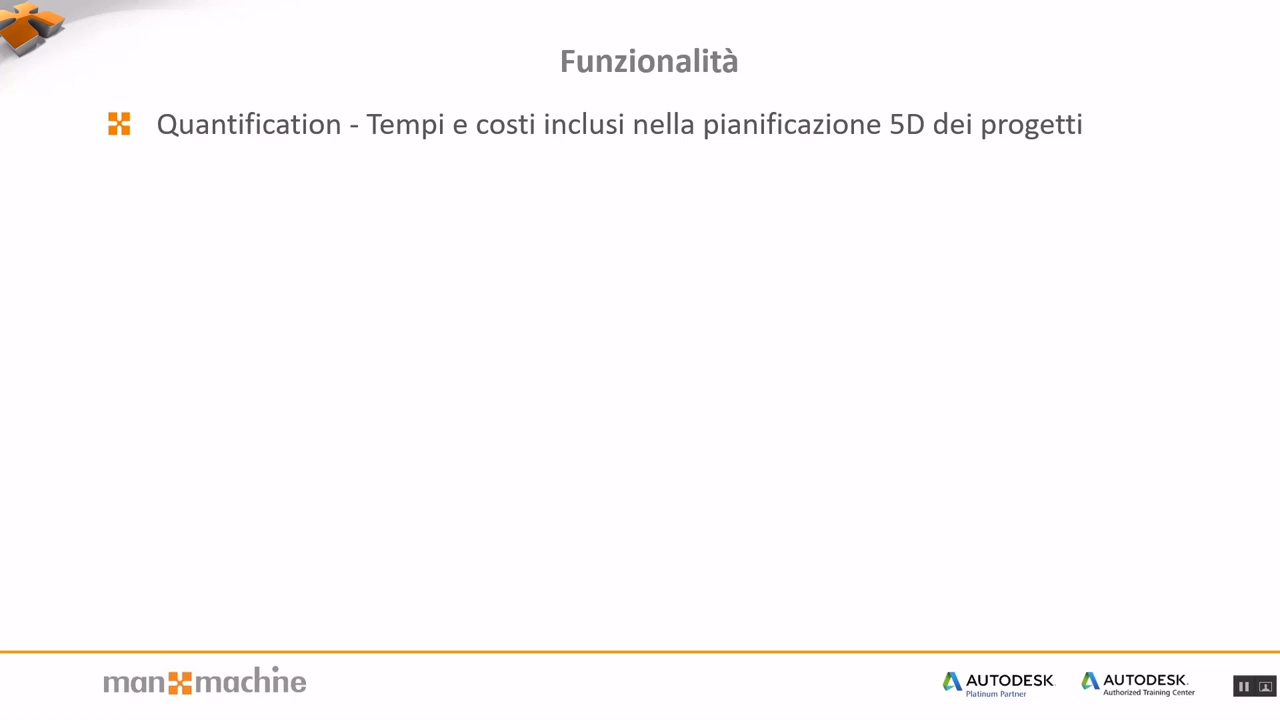 Funzionalità
Quantification - Tempi e costi inclusi nella pianificazione 5D dei progetti
man machine
AUTODESK.
Platinum Partner
AUTODESK.
Authorized Training Center